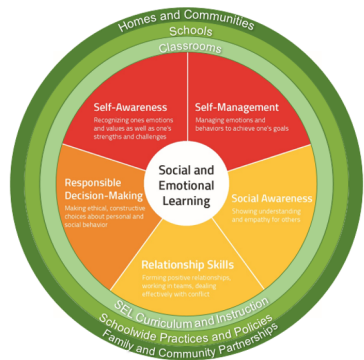 Homes and Communities
Schools
Classrooms
Self-Awareness
Recognizing ones emotions
and values as well as one's
strengths and challenges
Self-Management
Managing emotions and
behaviors to achieve one's goals
Social and
Emotional
Learning
Responsible
Decision-Making
Making ethical, constructive
choices about personal and
social behavior
Social Awareness
Showing understanding
and empathy for others
Relationship Skills
Forming positive relationships,
working in teams, dealing
effectively with conflict
SEL Curriculum and Instruction
Schoolwide Practices and Policies
Family and Community Partnerships